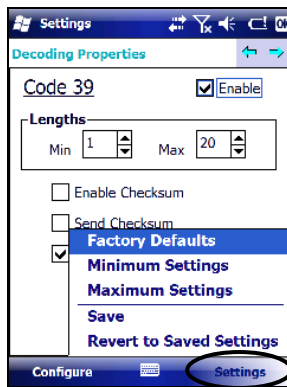 Settings
Decoding Properties
Code 39
Enable
Lengths
Min 1 Max 20
Enable Checksum
Send Checksum
Factory Defaults
Minimum Settings
Maximum Settings
Save
Revert to Saved Settings
Configure Settings